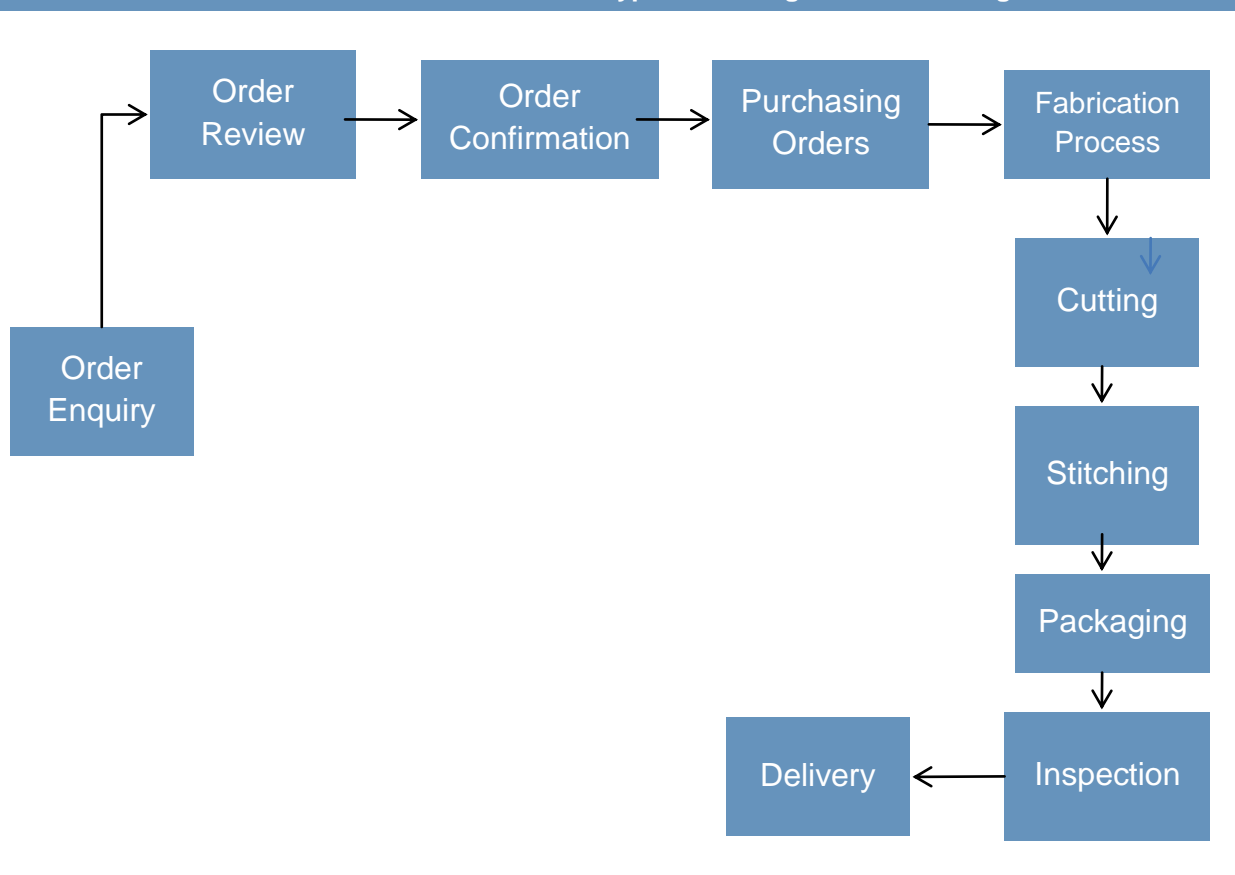 Order
Review
Order
Confirmation
Purchasing
Orders
Fabrication
Process
Cutting
Order
Enquiry
Stitching
Packaging
Delivery
Inspection